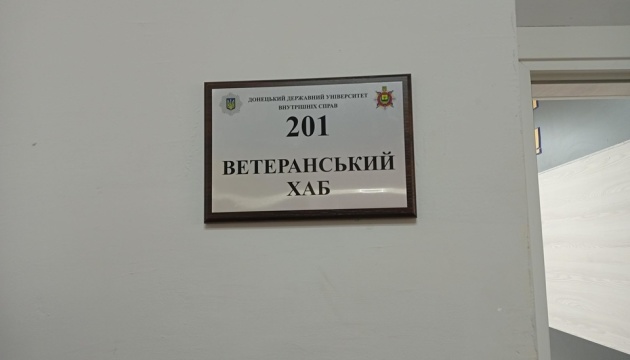 ДОНЕЦЬКИЙ ДЕРЖАВНИЙ УНІВЕРСИТЕТ
ВНУТРІШНІХ СПРАВ
201
ВЕТЕРАНСЬКИЙ
ХАБ